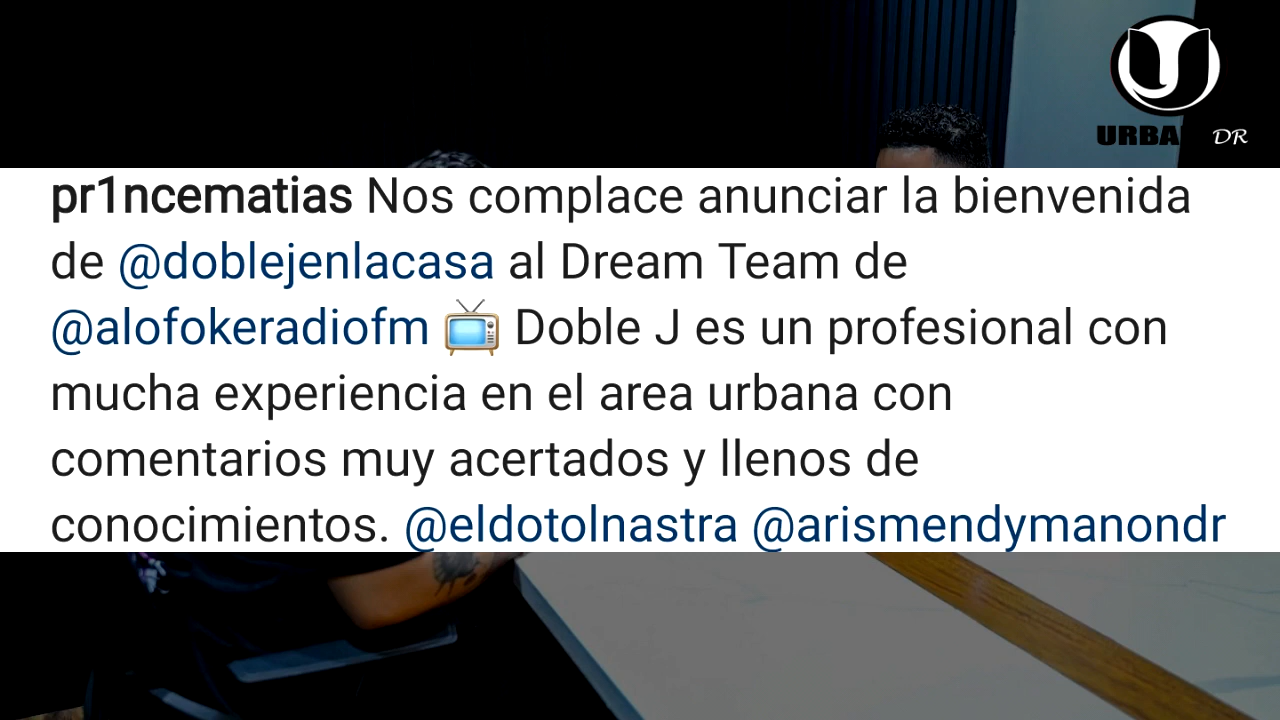 URBA DR
pr1ncematias Nos complace anunciar la bienvenida
de @doblejenlacasa al Dream Team de
@alofokeradiofm 📺 Doble J es un profesional con
mucha experiencia en el area urbana con
comentarios muy acertados y llenos de
conocimientos. @eldotolnastra @arismendymanondr